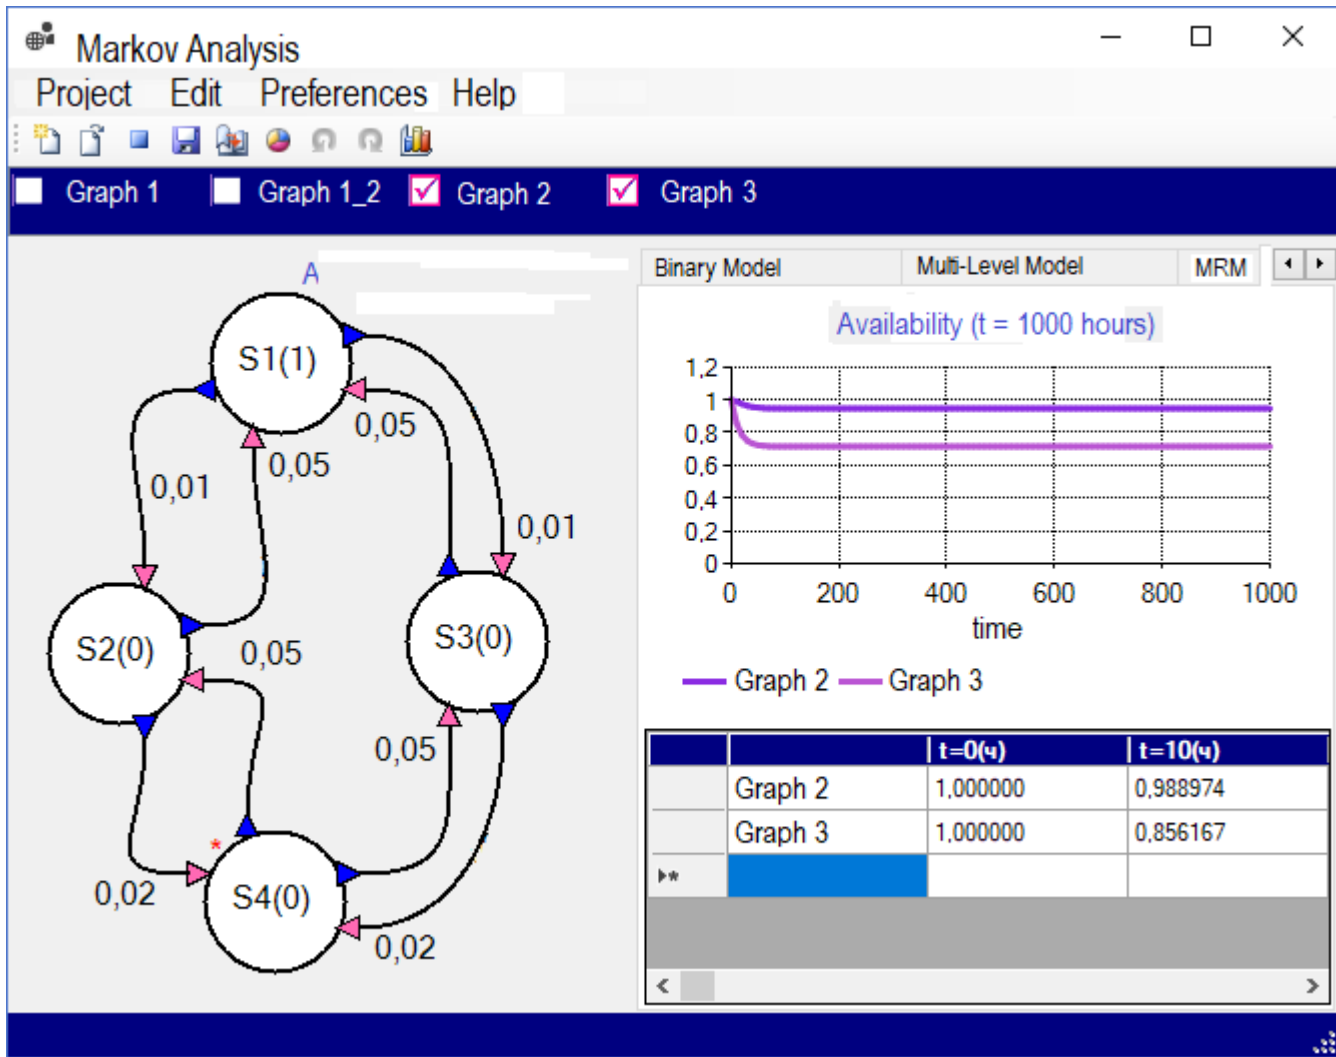 Markov Analysis
Project Edit Preferences Help
Graph 1 Graph 1_2 Graph 2 Graph 3
A
S1(1)
0,05
0,05
0,01
0,01
S2(0)
0,05
S3(0)
0,05
*
S4(0)
0,02
0,02
Binary Model Multi-Level Model MRM
Availability (t = 1000 hours)
1,2
1
0,8
0,6
0,4
0,2
0
0 200 400 600 800 1000
time
Graph 2 Graph 3
t=0(ч) t=10(ч)
Graph 2 1,000000 0,988974
Graph 3 1,000000 0,856167